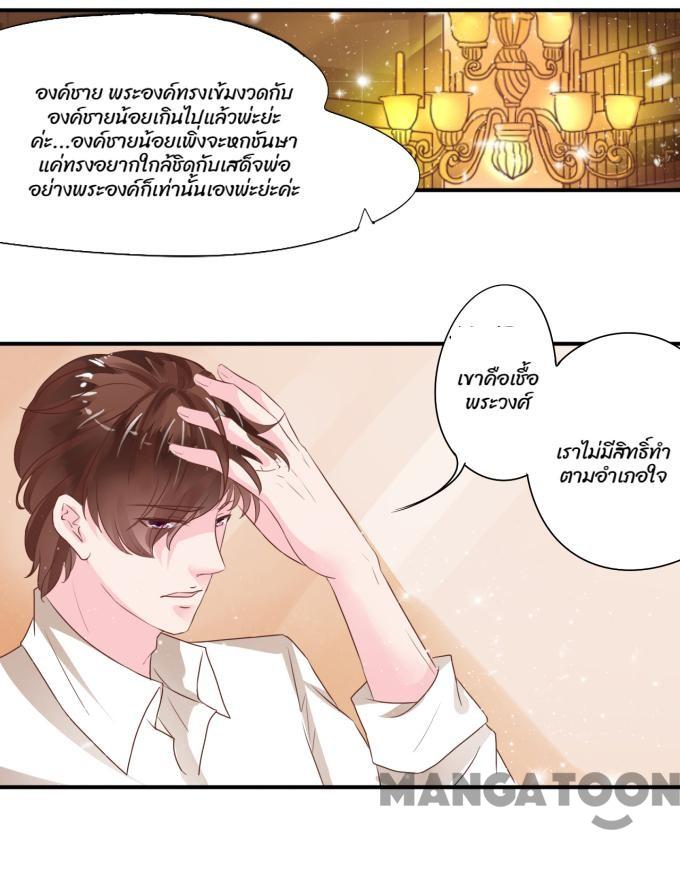 องค์ชาย พระองค์ทรงเข้มงวดกับ
องค์ชายน้อยเกินไปแล้วพ่ะย่ะ
ค่ะ...องค์ชายน้อยเพิ่งจะหกชันษา
แค่ทรงอยากใกล้ชิดกับเสด็จพ่อ
อย่างพระองค์ก็เท่านั้นเองพ่ะย่ะค่ะ
เขาคือเชื้อ
พระวงศ์
เราไม่มีสิทธิ์ทำ
ตามอำเภอใจ
MANGATOON